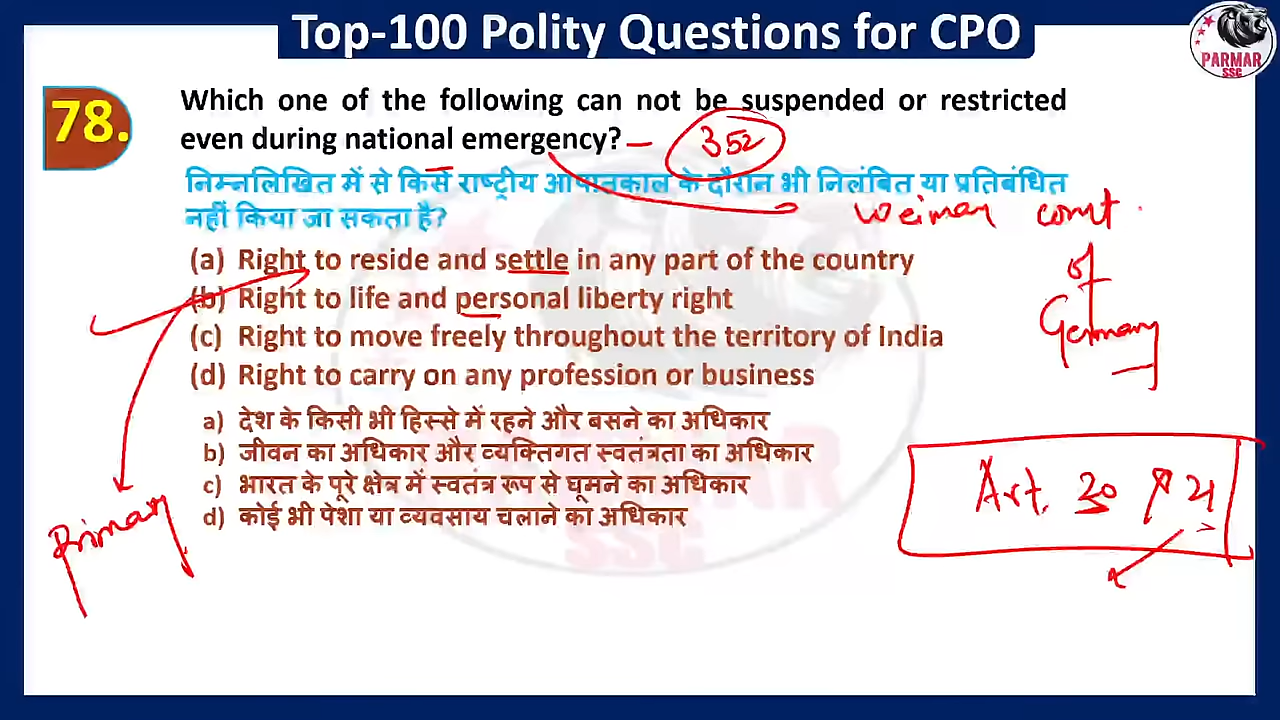 Top-100 Polity Questions for CPO
PARMAR
SSC
78.
Which one of the following can not be suspended or restricted
even during national emergency? - 352
निम्नलिखित में से किसे राष्ट्रीय आपातकाल के दौरान भी निलंबित या प्रतिबंधित
नहीं किया जा सकता है?
Weimar const.
of
Germany
(a) Right to reside and settle in any part of the country
(b) Right to life and personal liberty right
(c) Right to move freely throughout the territory of India
(d) Right to carry on any profession or business
a) देश के किसी भी हिस्से में रहने और बसने का अधिकार
b) जीवन का अधिकार और व्यक्तिगत स्वतंत्रता का अधिकार
c) भारत के पूरे क्षेत्र में स्वतंत्र रूप से घूमने का अधिकार
d) कोई भी पेशा या व्यवसाय चलाने का अधिकार
Art. 20 & 21
Primary
PARMAR
SSC